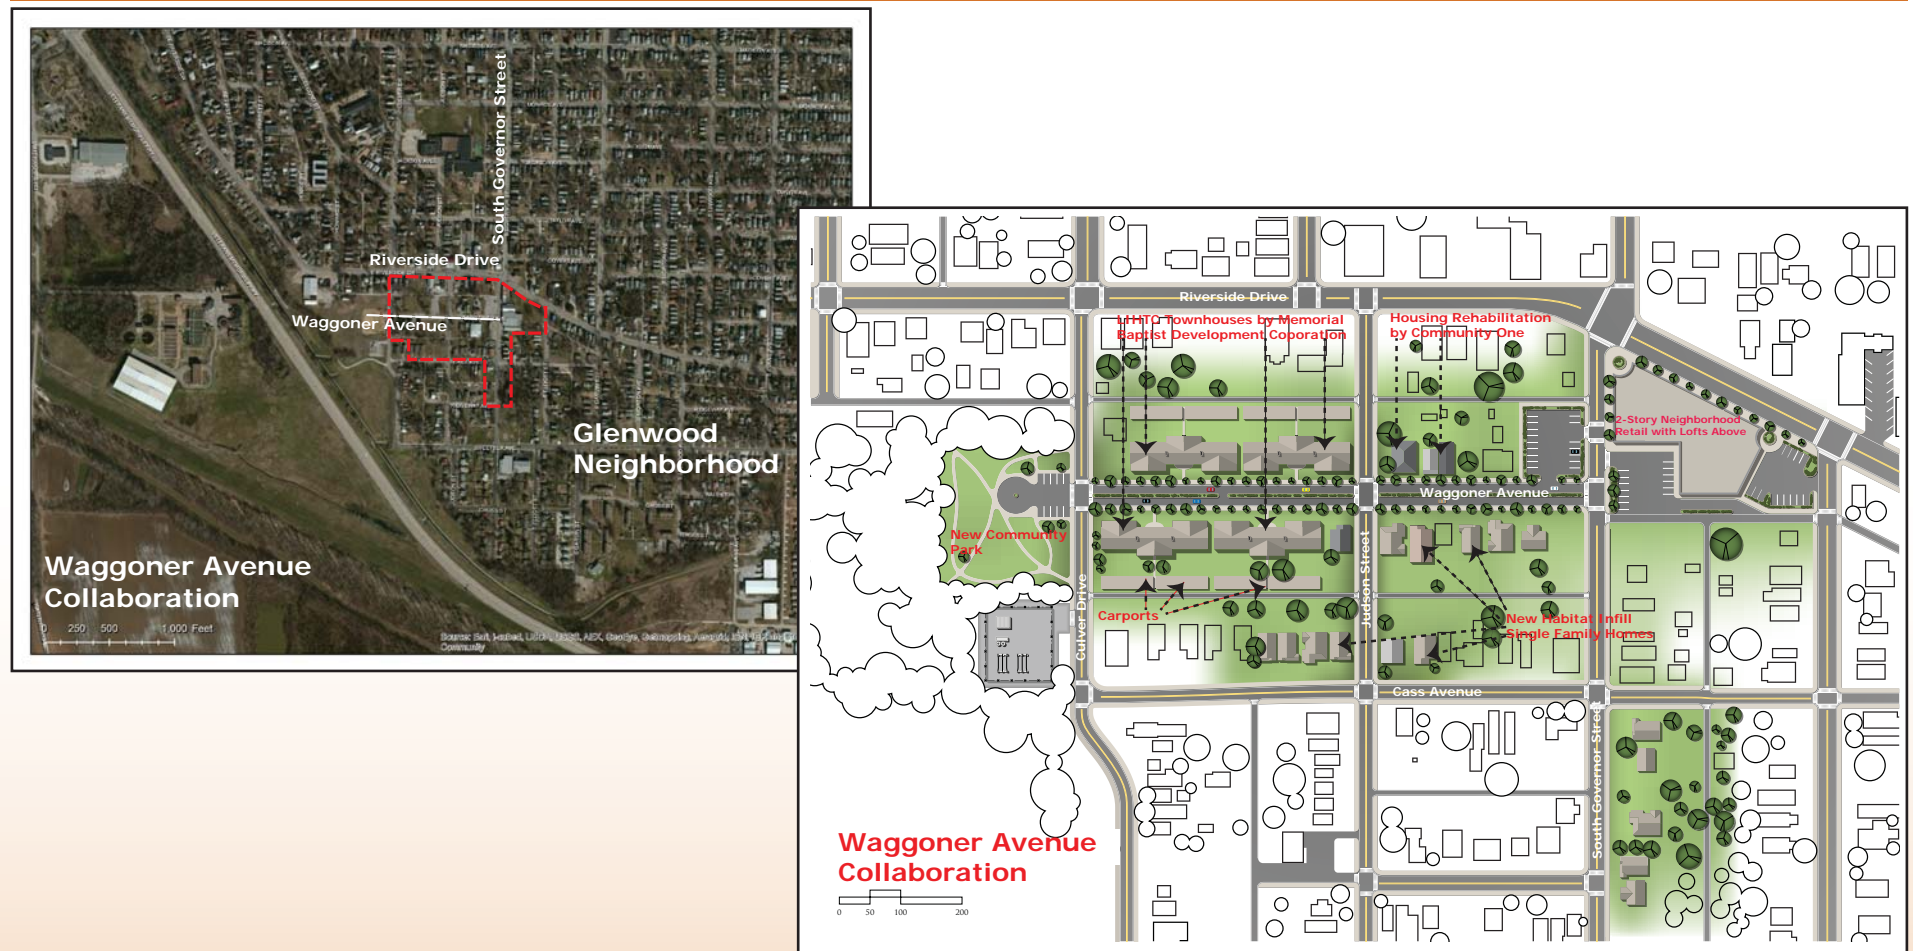 South Governor Street
Riverside Drive
Waggoner Avenue
Glenwood
Neighborhood
Waggoner Avenue
Collaboration
0 250 500 1,000 Feet
Community
Riverside Drive
LIHTC Townhouses by Memorial
Baptist Development Coporation
Housing Rehabilitation
by Community One
2-Story Neighborhood
Retail with Lofts Above
Waggoner Avenue
New Community
Park
Culver Drive
Judson Street
Carports
New Habitat Infill
Single Family Homes
Cass Avenue
South Governor Street
Waggoner Avenue
Collaboration
0 50 100 200